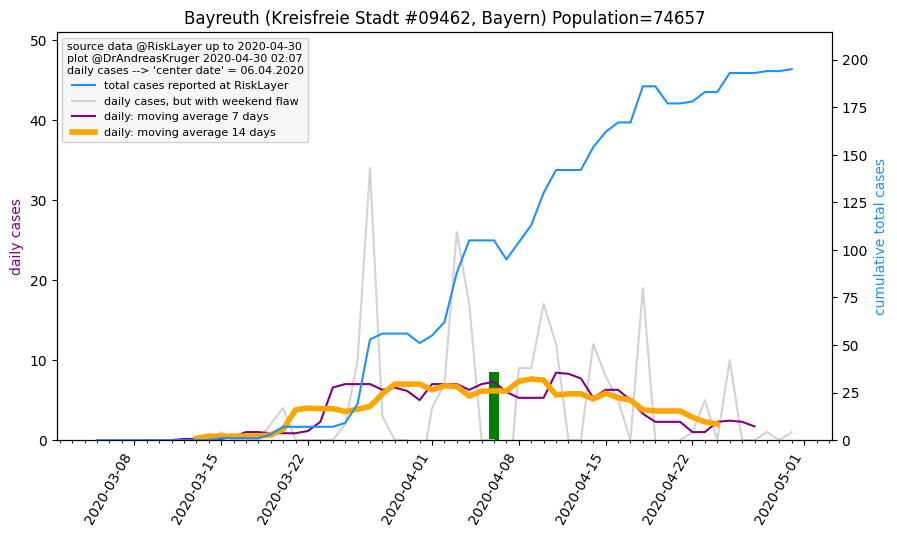 Bayreuth (Kreisfreie Stadt #09462, Bayern) Population=74657
source data @RiskLayer up to 2020-04-30
plot @DrAndreasKruger 2020-04-30 02:07
daily cases --> 'center date' = 06.04.2020
total cases reported at RiskLayer
daily cases, but with weekend flaw
daily: moving average 7 days
daily: moving average 14 days
daily cases
50
40
30
20
10
0
cumulative total cases
200
175
150
125
100
75
50
25
0
2020-03-08
2020-03-15
2020-03-22
2020-04-01
2020-04-08
2020-04-15
2020-04-22
2020-05-01